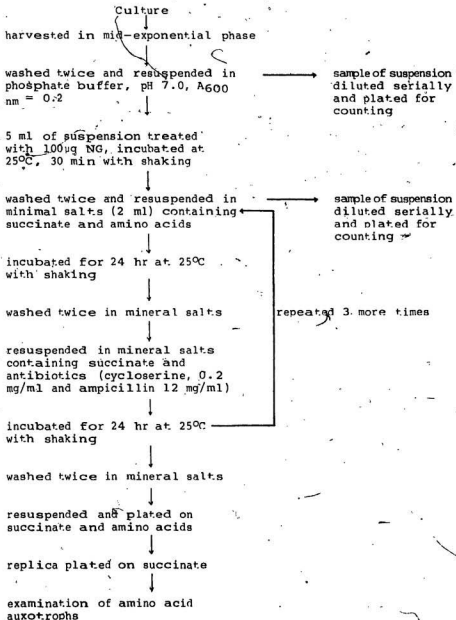 Culture
harvested in mid-exponential phase
washed twice and resuspended in
phosphate buffer, pH 7.0, A600
nm = 0.2
sample of suspension
diluted serially
and plated for
counting
5 ml of suspension treated
with 100µg NG, incubated at
25°C, 30 min with shaking
washed twice and resuspended in
minimal salts (2 ml) containing
succinate and amino acids
sample of suspension
diluted serially
and plated for
counting
incubated for 24 hr at 25°C
with shaking
washed twice in mineral salts
repeated 3 more times
resuspended in mineral salts
containing succinate and
antibiotics (cycloserine, 0.2
mg/ml and ampicillin 12 mg/ml)
incubated for 24 hr at 25°C
with shaking
washed twice in mineral salts
resuspended and plated on
succinate and amino acids
replica plated on succinate
examination of amino acid
auxotrophs